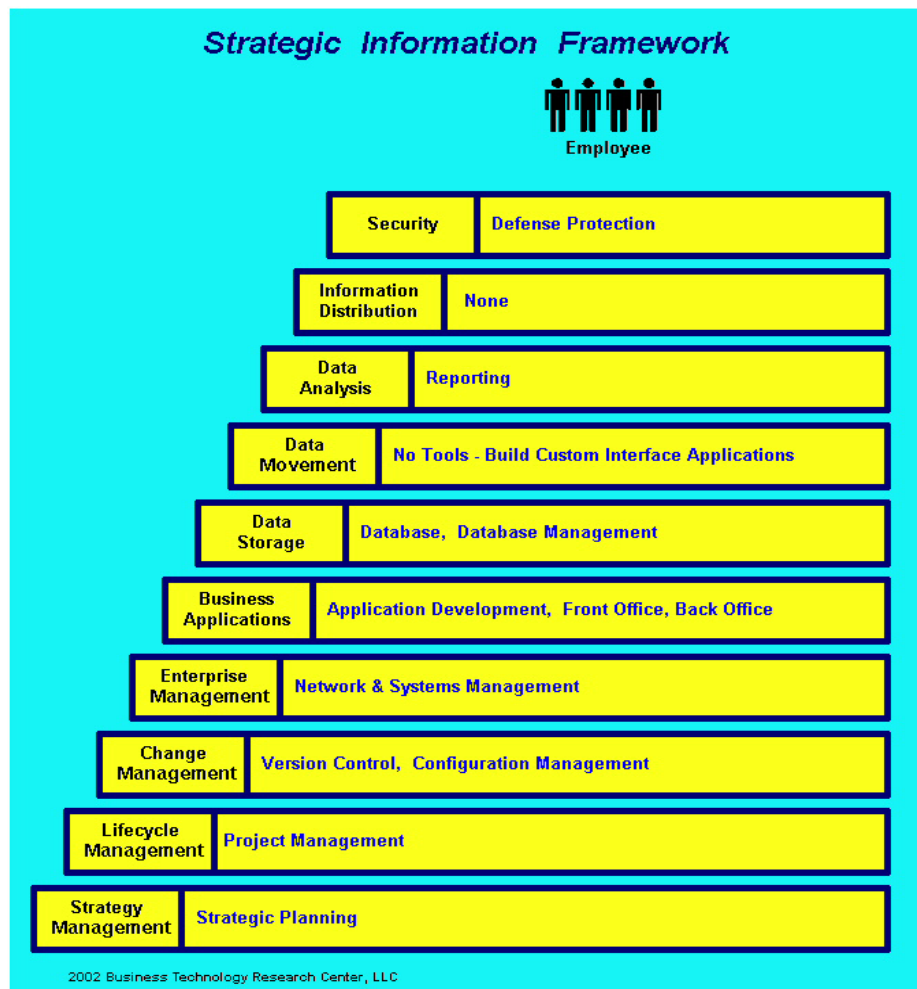 Strategic Information Framework
Employee
Security
Defense Protection
Information
Distribution
None
Data
Analysis
Reporting
Data
Movement
No Tools - Build Custom Interface Applications
Data
Storage
Database, Database Management
Business
Applications
Application Development, Front Office, Back Office
Enterprise
Management
Network & Systems Management
Change
Management
Version Control, Configuration Management
Lifecycle
Management
Project Management
Strategy
Management
Strategic Planning
2002 Business Technology Research Center, LLC